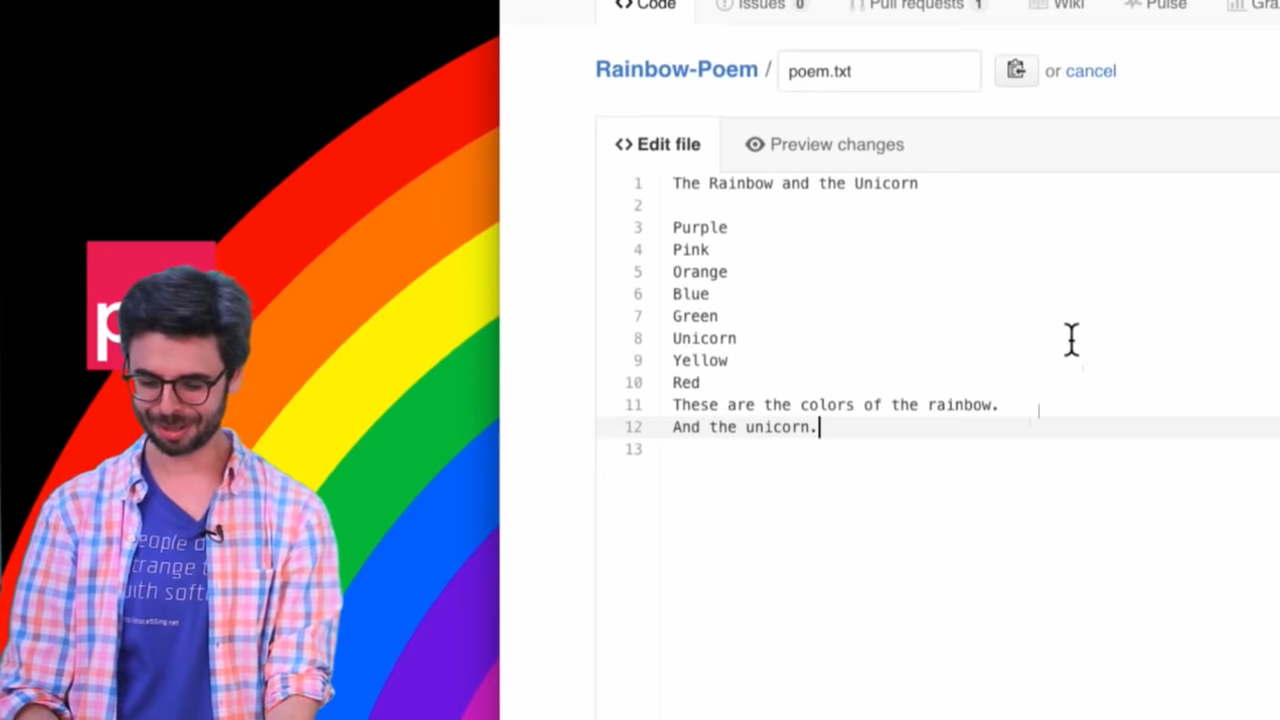 Code Issues 0 Pull requests 1 Wiki Pulse
Rainbow-Poem / poem.txt or cancel
Edit file Preview changes
1 The Rainbow and the Unicorn
2
3 Purple
4 Pink
5 Orange
6 Blue
7 Green
8 Unicorn
9 Yellow
10 Red
11 These are the colors of the rainbow.
12 And the unicorn.
13
p
with